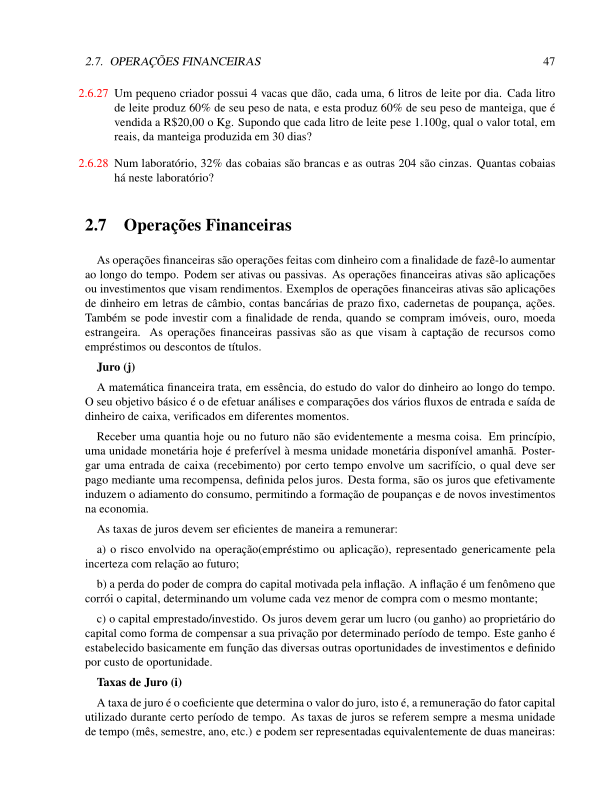 2.7. OPERAÇÕES FINANCEIRAS 47
2.6.27 Um pequeno criador possui 4 vacas que dão, cada uma, 6 litros de leite por dia. Cada litro
de leite produz 60% de seu peso de nata, e esta produz 60% de seu peso de manteiga, que é
vendida a R$20,00 o Kg. Supondo que cada litro de leite pese 1.100g, qual o valor total, em
reais, da manteiga produzida em 30 dias?
2.6.28 Num laboratório, 32% das cobaias são brancas e as outras 204 são cinzas. Quantas cobaias
há neste laboratório?
2.7 Operações Financeiras
As operações financeiras são operações feitas com dinheiro com a finalidade de fazê-lo aumentar
ao longo do tempo. Podem ser ativas ou passivas. As operações financeiras ativas são aplicações
ou investimentos que visam rendimentos. Exemplos de operações financeiras ativas são aplicações
de dinheiro em letras de câmbio, contas bancárias de prazo fixo, cadernetas de poupança, ações.
Também se pode investir com a finalidade de renda, quando se compram imóveis, ouro, moeda
estrangeira. As operações financeiras passivas são as que visam à captação de recursos como
empréstimos ou descontos de títulos.
Juro (j)
A matemática financeira trata, em essência, do estudo do valor do dinheiro ao longo do tempo.
O seu objetivo básico é o de efetuar análises e comparações dos vários fluxos de entrada e saída de
dinheiro de caixa, verificados em diferentes momentos.
Receber uma quantia hoje ou no futuro não são evidentemente a mesma coisa. Em princípio,
uma unidade monetária hoje é preferível à mesma unidade monetária disponível amanhã. Poster-
gar uma entrada de caixa (recebimento) por certo tempo envolve um sacrifício, o qual deve ser
pago mediante uma recompensa, definida pelos juros. Desta forma, são os juros que efetivamente
induzem o adiamento do consumo, permitindo a formação de poupanças e de novos investimentos
na economia.
As taxas de juros devem ser eficientes de maneira a remunerar:
a) o risco envolvido na operação(empréstimo ou aplicação), representado genericamente pela
incerteza com relação ao futuro;
b) a perda do poder de compra do capital motivada pela inflação. A inflação é um fenômeno que
corrói o capital, determinando um volume cada vez menor de compra com o mesmo montante;
c) o capital emprestado/investido. Os juros devem gerar um lucro (ou ganho) ao proprietário do
capital como forma de compensar a sua privação por determinado período de tempo. Este ganho é
estabelecido basicamente em função das diversas outras oportunidades de investimentos e definido
por custo de oportunidade.
Taxas de Juro (i)
A taxa de juro é o coeficiente que determina o valor do juro, isto é, a remuneração do fator capital
utilizado durante certo período de tempo. As taxas de juros se referem sempre a mesma unidade
de tempo (mês, semestre, ano, etc.) e podem ser representadas equivalentemente de duas maneiras: